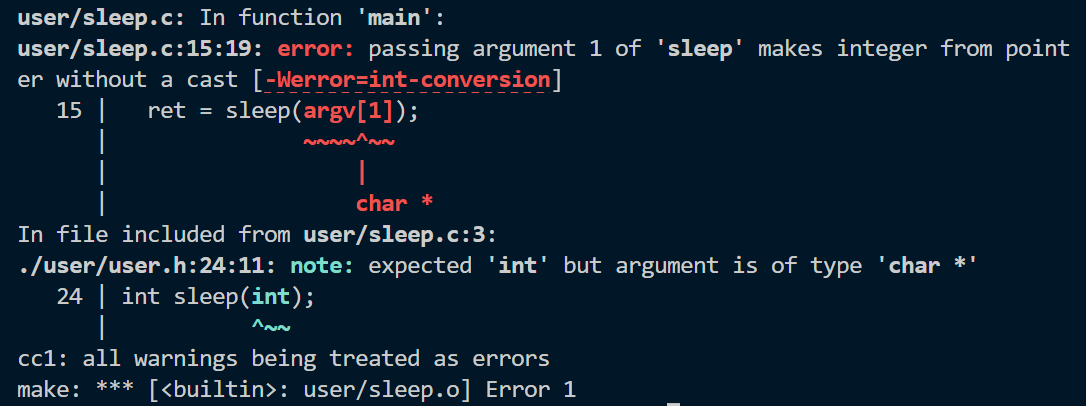 user/sleep.c: In function 'main':
user/sleep.c:15:19: error: passing argument 1 of 'sleep' makes integer from point
er without a cast [-Werror=int-conversion]
   15 |   ret = sleep(argv[1]);
      |               ~~~~^~~
      |                   |
      |                   char *
In file included from user/sleep.c:3:
./user/user.h:24:11: note: expected 'int' but argument is of type 'char *'
   24 | int sleep(int);
      |           ^~~
cc1: all warnings being treated as errors
make: *** [<builtin>: user/sleep.o] Error 1